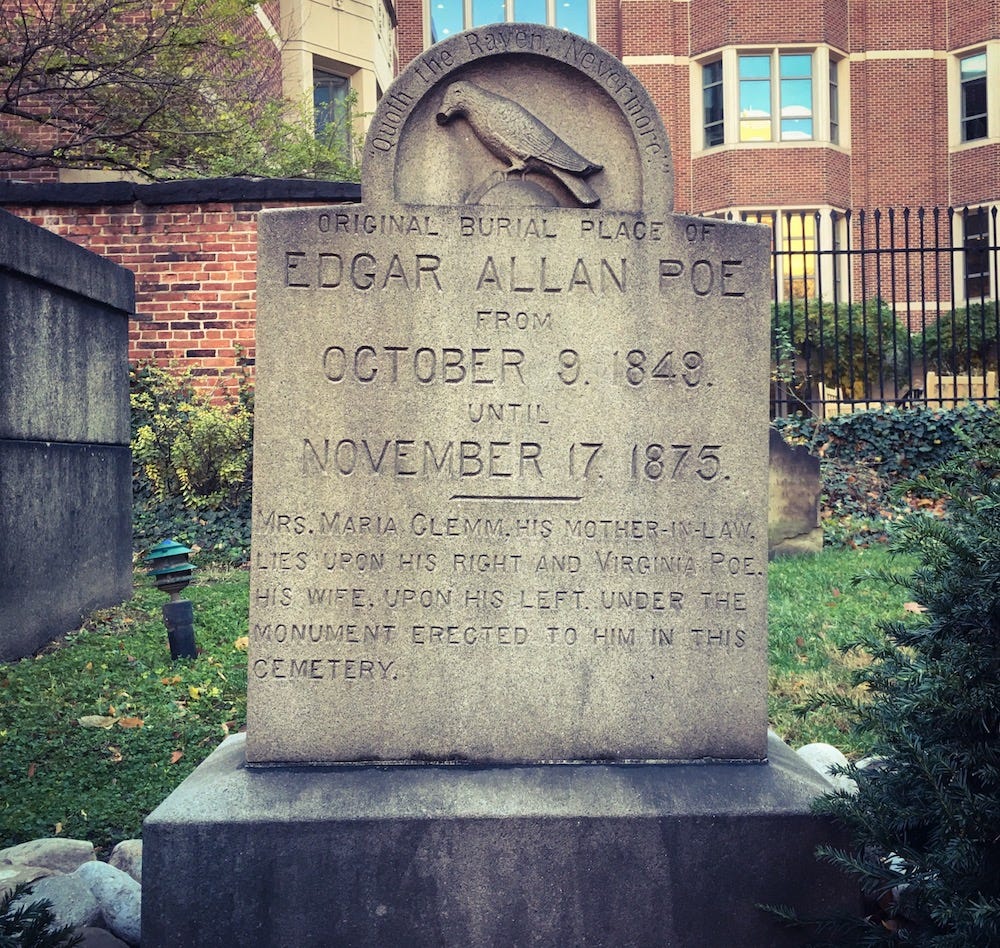 "Quoth the Raven, "Nevermore."
ORIGINAL BURIAL PLACE OF
EDGAR ALLAN POE
FROM
OCTOBER 9. 1849.
UNTIL
NOVEMBER 17. 1875.
MRS. MARIA CLEMM, HIS MOTHER-IN-LAW,
LIES UPON HIS RIGHT AND VIRGINIA POE,
HIS WIFE, UPON HIS LEFT, UNDER THE
MONUMENT ERECTED TO HIM IN THIS
CEMETERY.